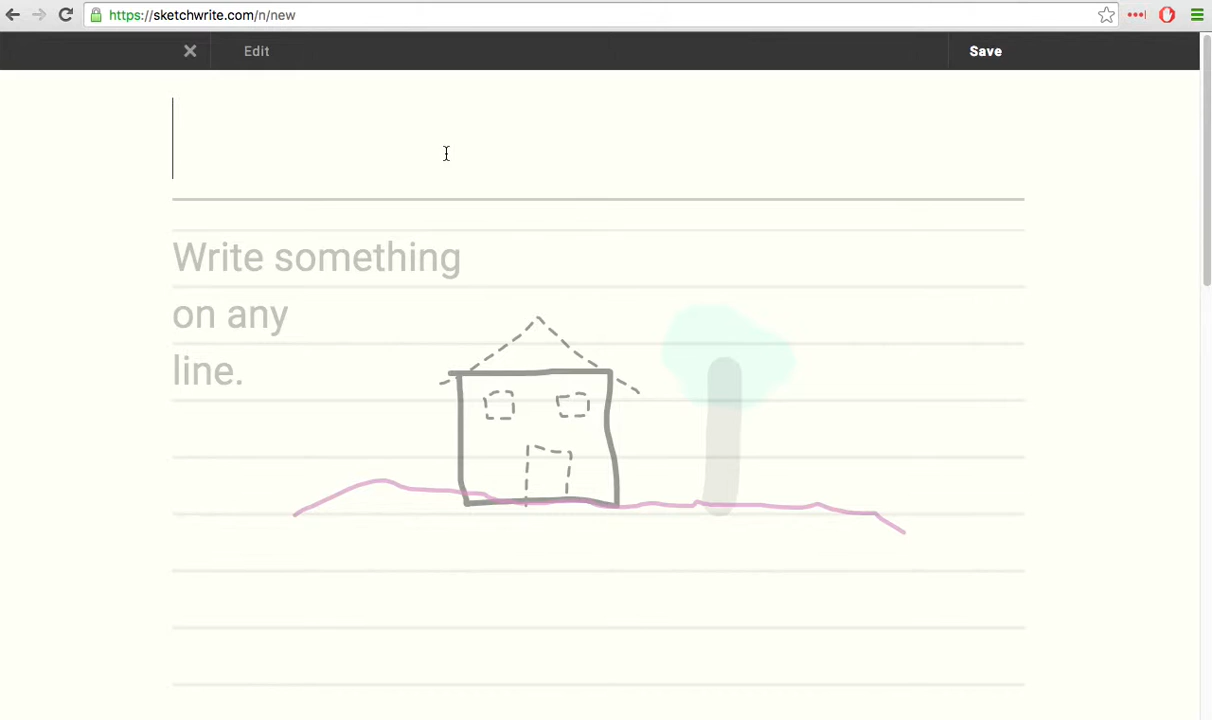 https://sketchwrite.com/n/new
Edit
Save
Write something
on any
line.